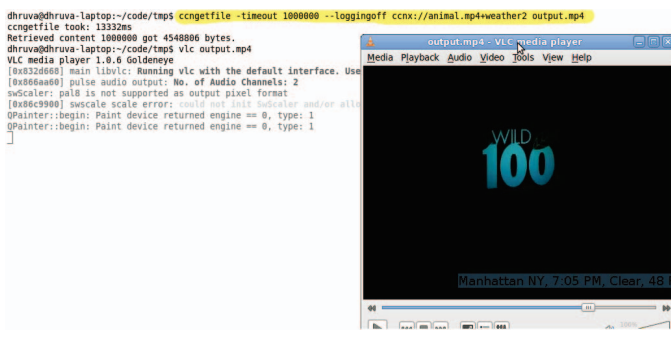 dhruva@dhruva-laptop:~/code/tmp$ ccngetfile -timeout 1000000 --loggingoff ccnx:/animal.mp4+weather2 output.mp4
ccngetfile took: 13332ms
Retrieved content 1000000 got 4548806 bytes.
dhruva@dhruva-laptop:~/code/tmp$ vlc output.mp4
VLC media player 1.0.6 Goldeneye
[0x832d668] main libvlc: Running vlc with the default interface. Use
[0x866aa60] pulse audio output: No. of Audio Channels: 2
swScaler: pal8 is not supported as output pixel format
[0x86c9900] swscale scale error: could not init SwScaler and/or allo
QPainter::begin: Paint device returned engine == 0, type: 1
QPainter::begin: Paint device returned engine == 0, type: 1
output.mp4 - VLC media player
Media Playback Audio Video Tools View Help
WILD
100
Manhattan NY, 7:05 PM, Clear, 48
100%